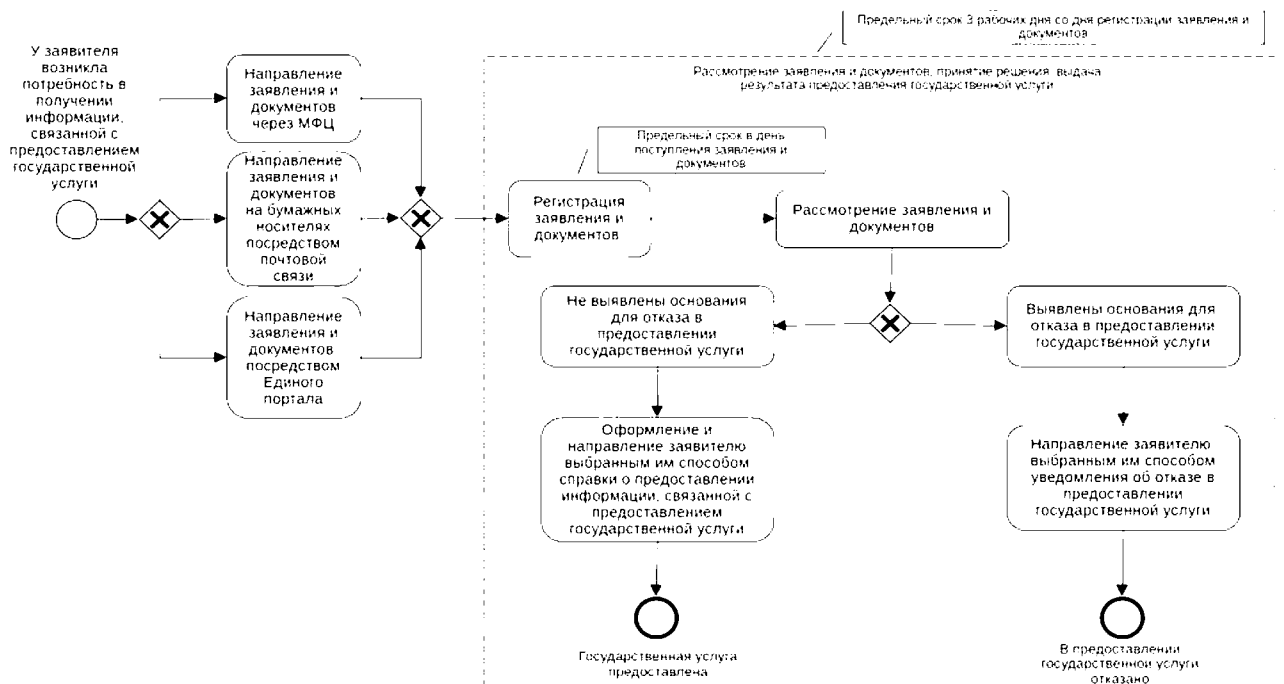 Предельный срок 3 рабочих дня со дня регистрации заявления и
документов
Рассмотрение заявления и документов, принятие решения, выдача
результата предоставления государственной услуги
У заявителя
возникла
потребность в
получении
информации,
связанной с
предоставлением
государственной
услуги
Направление
заявления и
документов
через МФЦ
Направление
заявления и
документов
на бумажных
носителях
посредством
почтовой
связи
Направление
заявления и
документов
посредством
Единого
портала
Предельный срок в день
поступления заявления и
документов
Регистрация
заявления и
документов
Рассмотрение заявления и
документов
Не выявлены основания
для отказа в
предоставлении
государственной услуги
Выявлены основания для
отказа в предоставлении
государственной услуги
Оформление и
направление заявителю
выбранным им способом
справки о предоставлении
информации, связанной с
предоставлением
государственной услуги
Направление заявителю
выбранным им способом
уведомления об отказе в
предоставлении
государственной услуги
Государственная услуга
предоставлена
В предоставлении
государственной услуги
отказано